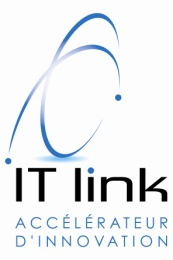 IT link
ACCÉLÉRATEUR
D'INNOVATION